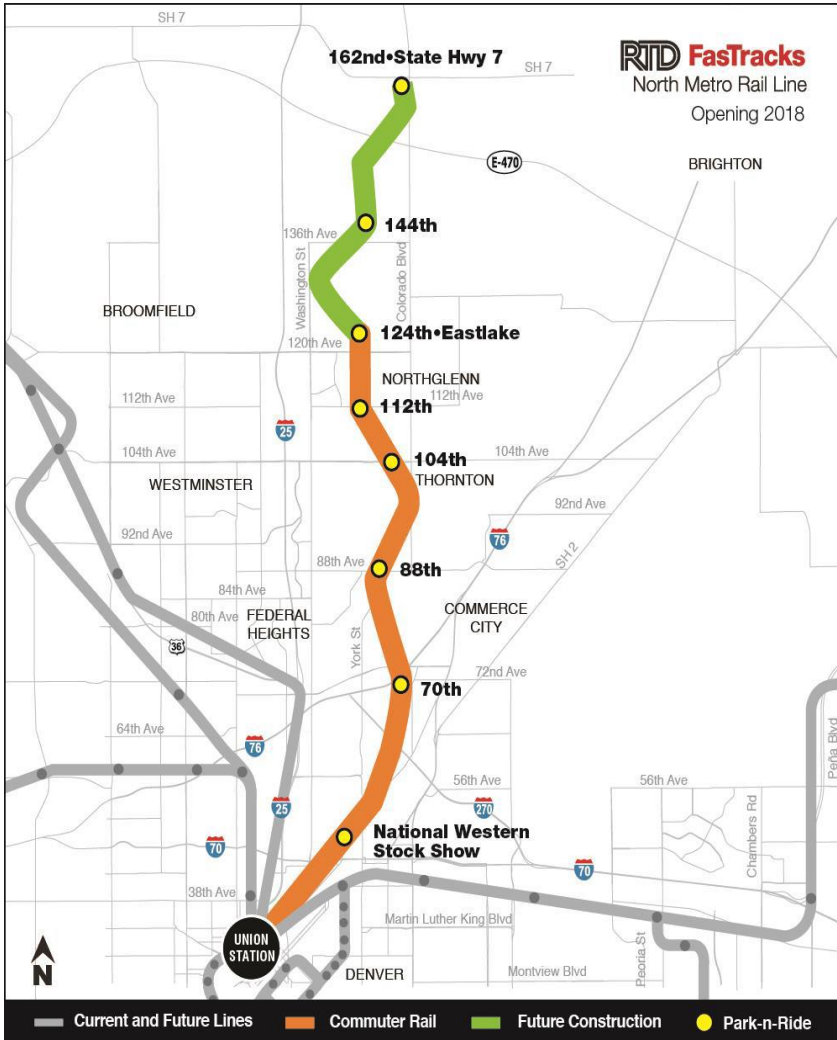 SH 7
162nd•State Hwy 7
SH 7
RTD FasTracks
North Metro Rail Line
Opening 2018
E-470
BRIGHTON
144th
136th Ave
Washington St
Colorado Blvd
BROOMFIELD
124th•Eastlake
120th Ave
NORTHGLENN
112th Ave
112th Ave
112th
25
104th Ave
104th
104th Ave
WESTMINSTER
THORNTON
92nd Ave
92nd Ave
76
SH 2
88th Ave
88th
84th Ave
80th Ave
FEDERAL
HEIGHTS
COMMERCE
CITY
36
York St
72nd Ave
70th
64th Ave
76
Peña Blvd
56th Ave
56th Ave
25
270
Chambers Rd
70
National Western
Stock Show
70
38th Ave
Martin Luther King Blvd
UNION
STATION
Peoria St
N
DENVER
Montview Blvd
Current and Future Lines
Commuter Rail
Future Construction
Park-n-Ride